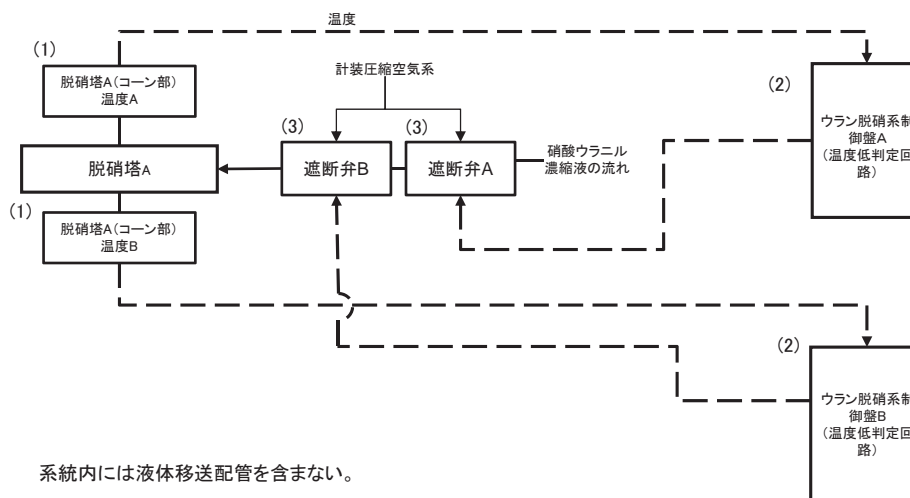 温度
(1)
脱硝塔A(コーン部)
温度A
計装圧縮空気系
(2)
ウラン脱硝系制
御盤A
(温度低判定回
路)
(3)
(3)
脱硝塔A
遮断弁B
遮断弁A
硝酸ウラニル
濃縮液の流れ
(1)
脱硝塔A(コーン部)
温度B
(2)
ウラン脱硝系制
御盤B
(温度低判定回
路)
系統内には液体移送配管を含まない。